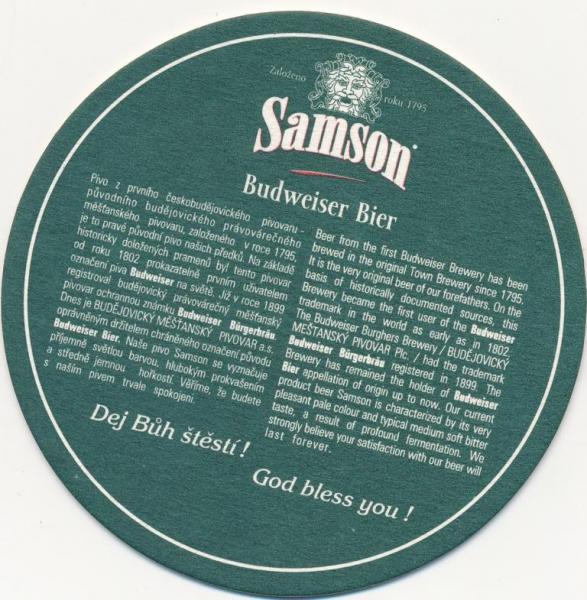 Založeno
roku 1795
Samson
Budweiser Bier
Pivo z prvního českobudějovického pivovaru -
původního budějovického právovárečného
měšťanského pivovaru, založeného v roce 1795,
je to pravé původní pivo našich předků. Na základě
historicky doložených pramenů byl tento pivovar
od roku 1802 prokazatelně prvním uživatelem
označení piva Budweiser na světě. Již v roce 1899
registroval budějovický právovárečný měšťanský
pivovar ochrannou známku Budweiser Bürgerbräu.
Dnes je BUDĚJOVICKÝ MĚŠŤANSKÝ PIVOVAR a.s.
oprávněným držitelem chráněného označení původu
Budweiser Bier. Naše pivo Samson se vyznačuje
příjemně světlou barvou, hlubokým prokvašením
a středně jemnou hořkostí. Věříme, že budete
s naším pivem trvale spokojeni.
Beer from the first Budweiser Brewery has been
brewed in the original Town Brewery since 1795.
It is the very original beer of our forefathers. On the
basis of historically documented sources, this
Brewery became the first user of the Budweiser
trademark in the world as early as in 1802.
The Budweiser Burghers Brewery / BUDĚJOVICKÝ
MĚŠŤANSKÝ PIVOVAR Plc. / had the trademark
Budweiser Bürgerbräu registered in 1899. The
Brewery has remained the holder of Budweiser
Bier appellation of origin up to now. Our current
product beer Samson is characterized by its very
pleasant pale colour and typical medium soft bitter
taste, a result of profound fermentation. We
strongly believe your satisfaction with our beer will
last forever.
Dej Bůh štěstí !
God bless you !